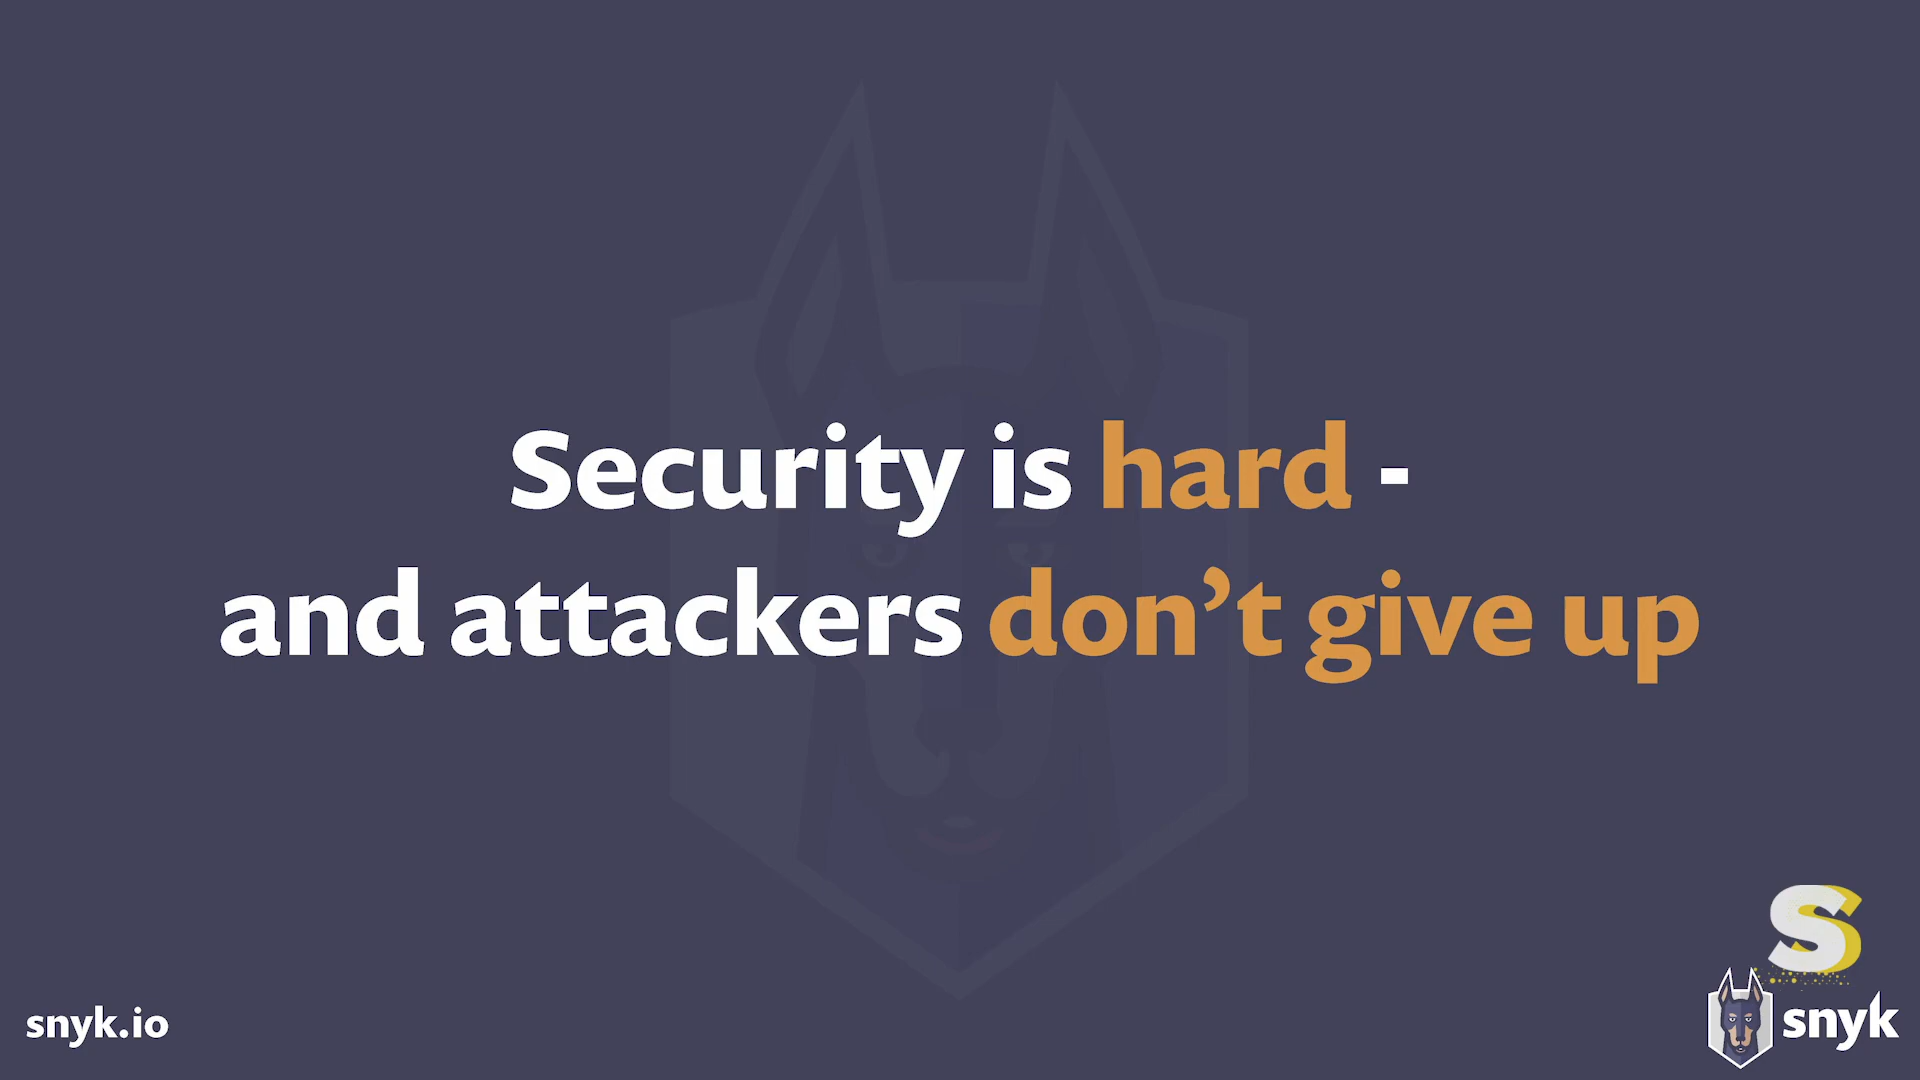 Security is hard -
and attackers don’t give up
S
snyk.io
snyk